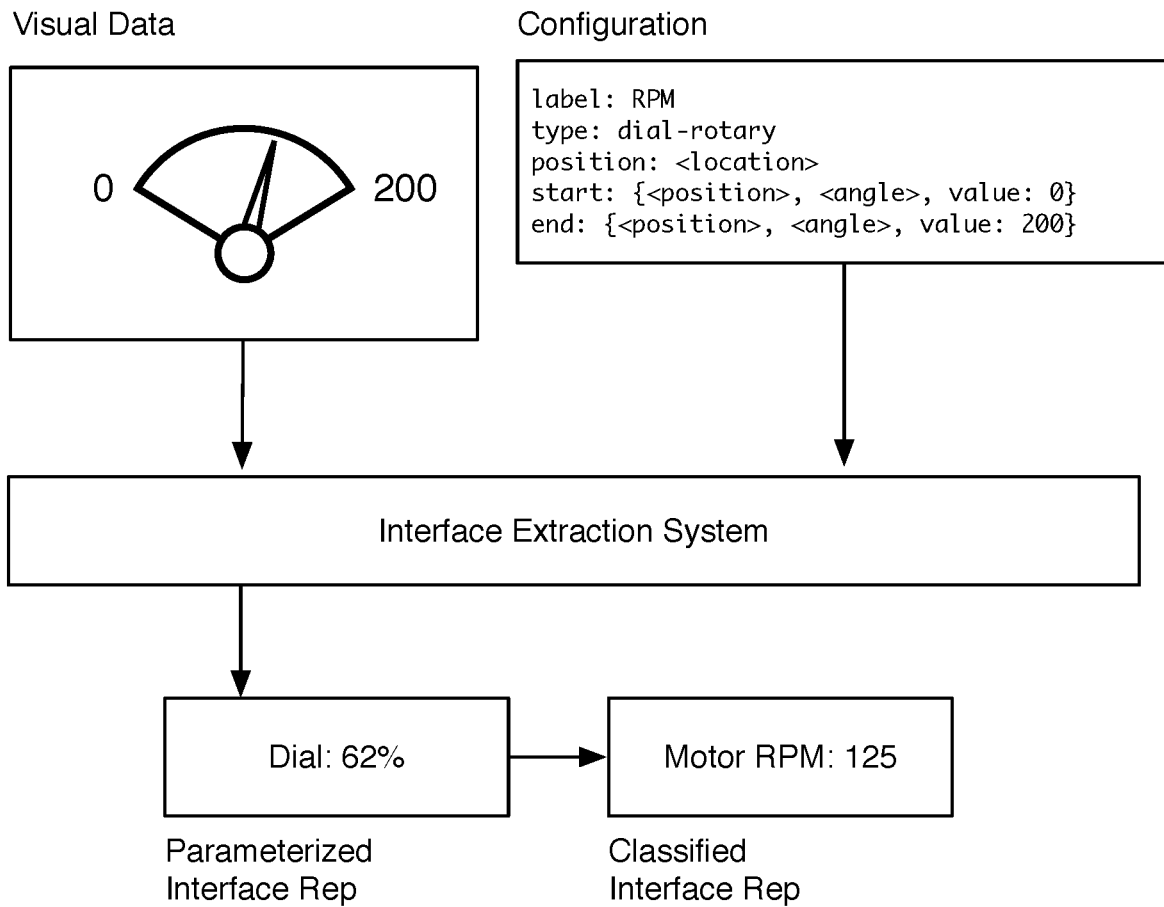 Visual Data
Configuration
0
200
label: RPM
type: dial-rotary
position: <location>
start: {<position>, <angle>, value: 0}
end: {<position>, <angle>, value: 200}
Interface Extraction System
Dial: 62%
Motor RPM: 125
Parameterized
Interface Rep
Classified
Interface Rep